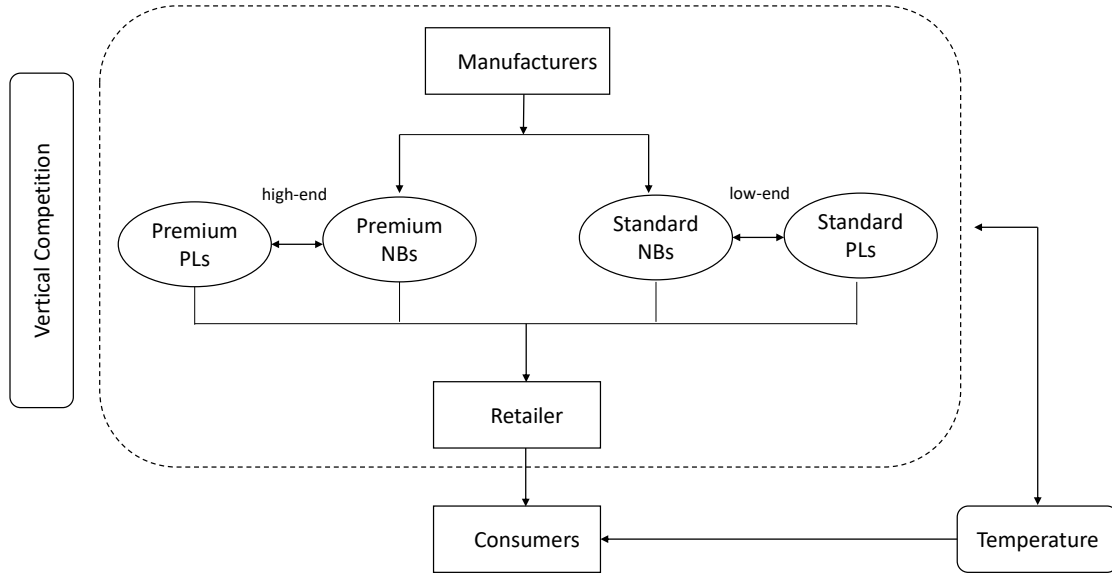 Manufacturers
Vertical Competition
high-end
low-end
Premium
PLs
Premium
NBs
Standard
NBs
Standard
PLs
Retailer
Consumers
Temperature